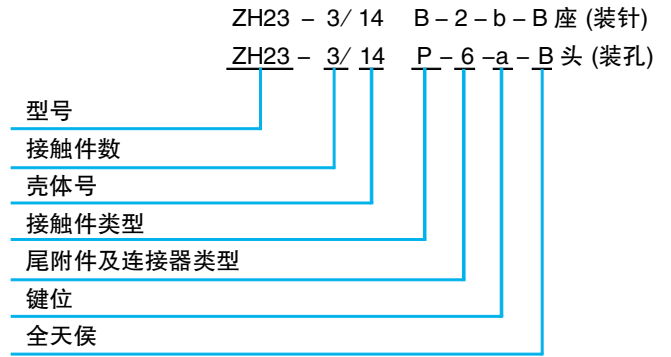 ZH23 – 3/ 14 B – 2 – b – B 座 (装针)
ZH23 – 3/ 14 P – 6 –a – B 头 (装孔)
型号
接触件数
壳体号
接触件类型
尾附件及连接器类型
键位
全天侯